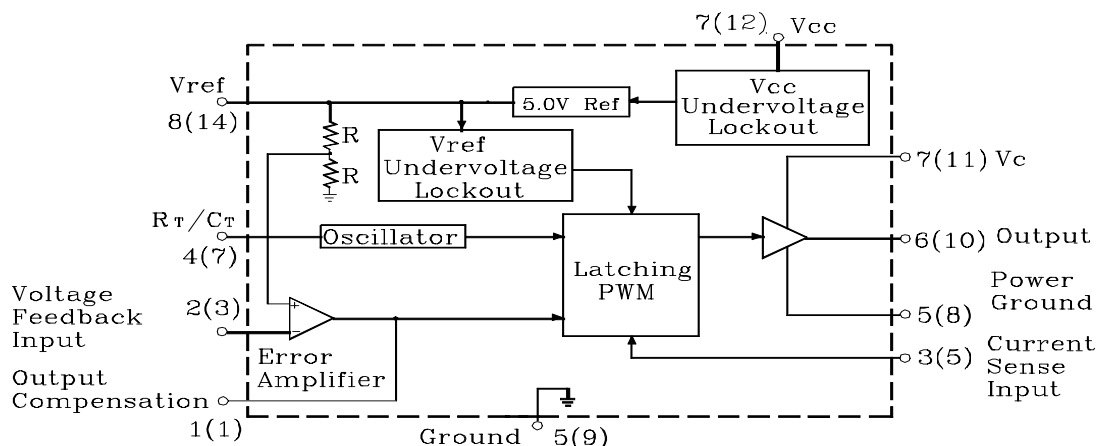 7(12)
Vcc
Vref
8(14)
5.0V Ref
Vcc
Undervoltage
Lockout
R
R
Vref
Undervoltage
Lockout
7(11) Vc
RT/CT
4(7)
Oscillator
Latching
PWM
6(10) Output
Voltage
Feedback
Input
2(3)
+
−
Error
Amplifier
Power
Ground
5(8)
3(5)
Current
Sense
Input
Output
Compensation
1(1)
Ground
5(9)